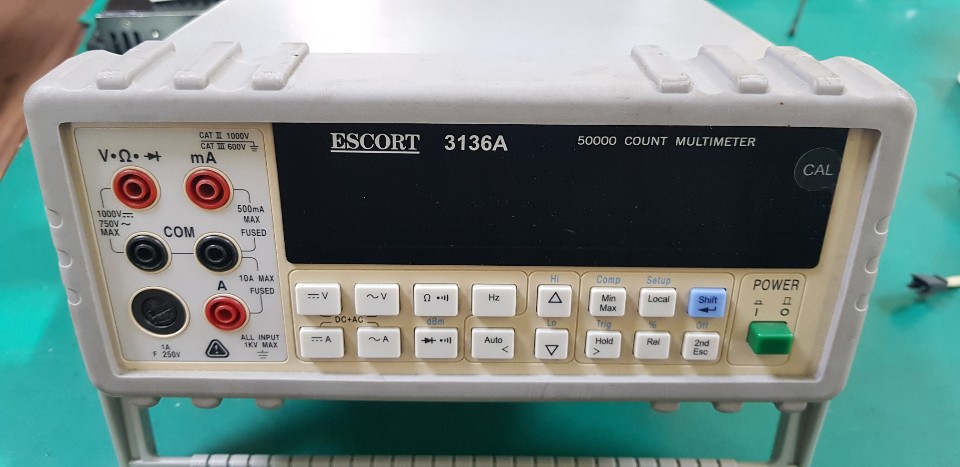 CAT II 1000V
CAT III 600V
V•Ω•
mA
ESCORT 3136A
50000 COUNT MULTIMETER
CAL
1000V
750V ~
MAX
500mA
MAX
FUSED
COM
10A MAX
FUSED
A
1A
F 250V
ALL INPUT
1KV MAX
Hi
Comp
Setup
V
~ V
Ω
Hz
△
Min
Max
Local
Shift
POWER
I
O
DC+AC
dBm
Lo
Trig
%
Off
A
~ A
Auto
<
▽
Hold
>
Rel
2nd
Esc